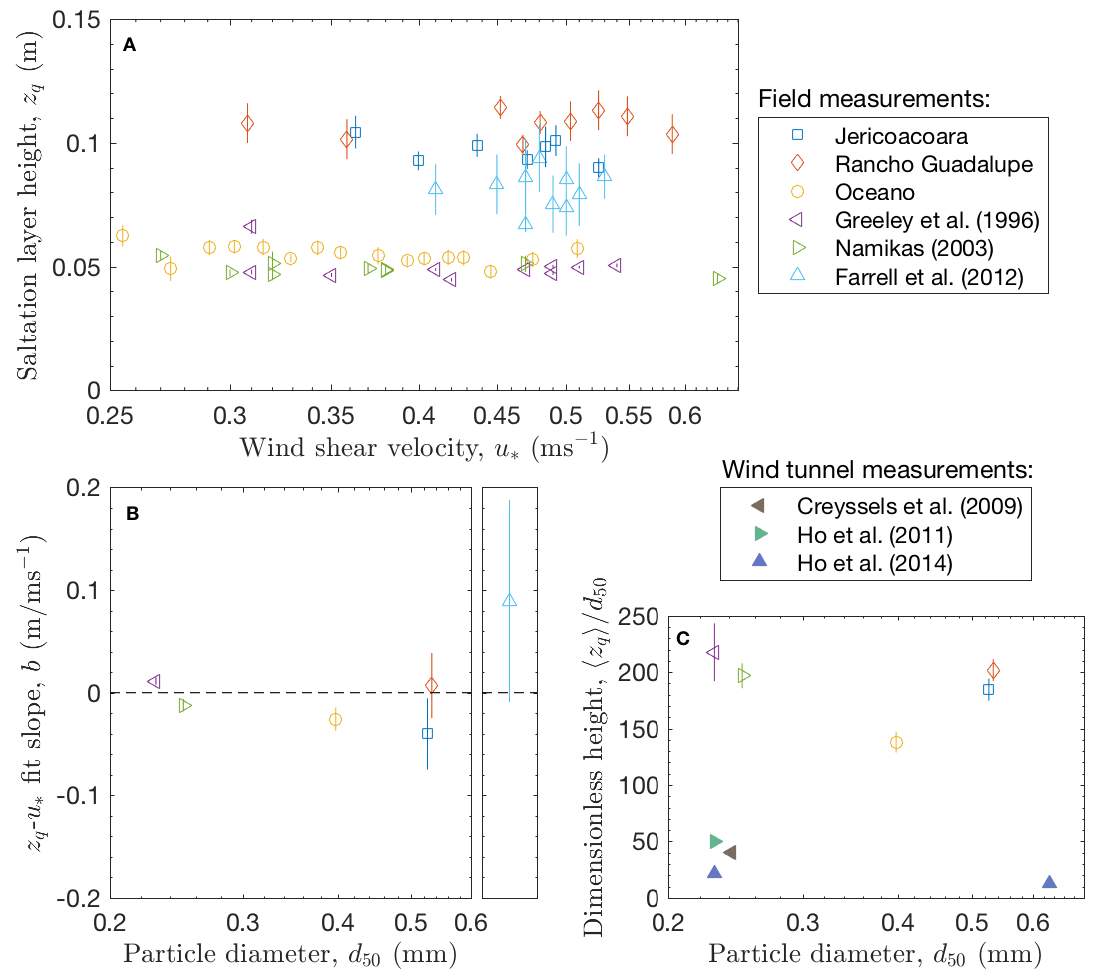 0.15
A
0.1
0.05
0
Saltation layer height, z_q (m)
0.25 0.3 0.35 0.4 0.45 0.5 0.55 0.6
Wind shear velocity, u_* (ms⁻¹)
Field measurements:
Jericoacoara
Rancho Guadalupe
Oceano
Greeley et al. (1996)
Namikas (2003)
Farrell et al. (2012)
Wind tunnel measurements:
Creyssels et al. (2009)
Ho et al. (2011)
Ho et al. (2014)
0.2
B
0.1
0
-0.1
-0.2
z_q-u_* fit slope, b (m/ms⁻¹)
0.2 0.3 0.4 0.5 0.6
Particle diameter, d₅₀ (mm)
250
C
200
150
100
50
0
Dimensionless height, ⟨z_q⟩/d₅₀
0.2 0.3 0.4 0.5 0.6
Particle diameter, d₅₀ (mm)